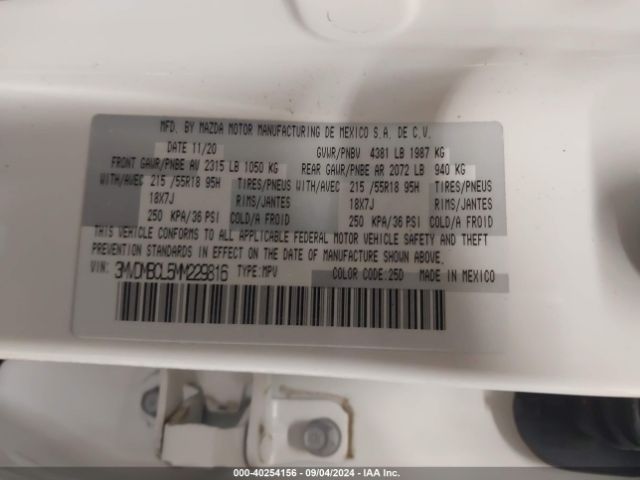 MFD. BY MAZDA MOTOR MANUFACTURING DE MEXICO S.A. DE C.V.
DATE 11/20 GVWR/PNBV 4381 LB 1987 KG
FRONT GAWR/PNBE AV 2315 LB 1050 KG REAR GAWR/PNBE AR 2072 LB 940 KG
WITH/AVEC 215 /55R18 95H TIRES/PNEUS WITH/AVEC 215 /55R18 95H TIRES/PNEUS
18X7J RIMS/JANTES 18X7J RIMS/JANTES
250 KPA/36 PSI COLD/A FROID 250 KPA/36 PSI COLD/A FROID
THIS VEHICLE CONFORMS TO ALL APPLICABLE FEDERAL MOTOR VEHICLE SAFETY AND THEFT
PREVENTION STANDARDS IN EFFECT ON THE DATE OF MANUFACTURE SHOWN ABOVE.
VIN: 3MVDMBCL5MM229816 TYPE:MPV COLOR CODE:25D MADE IN MEXICO
000-40254156 - 09/04/2024 - IAA Inc.